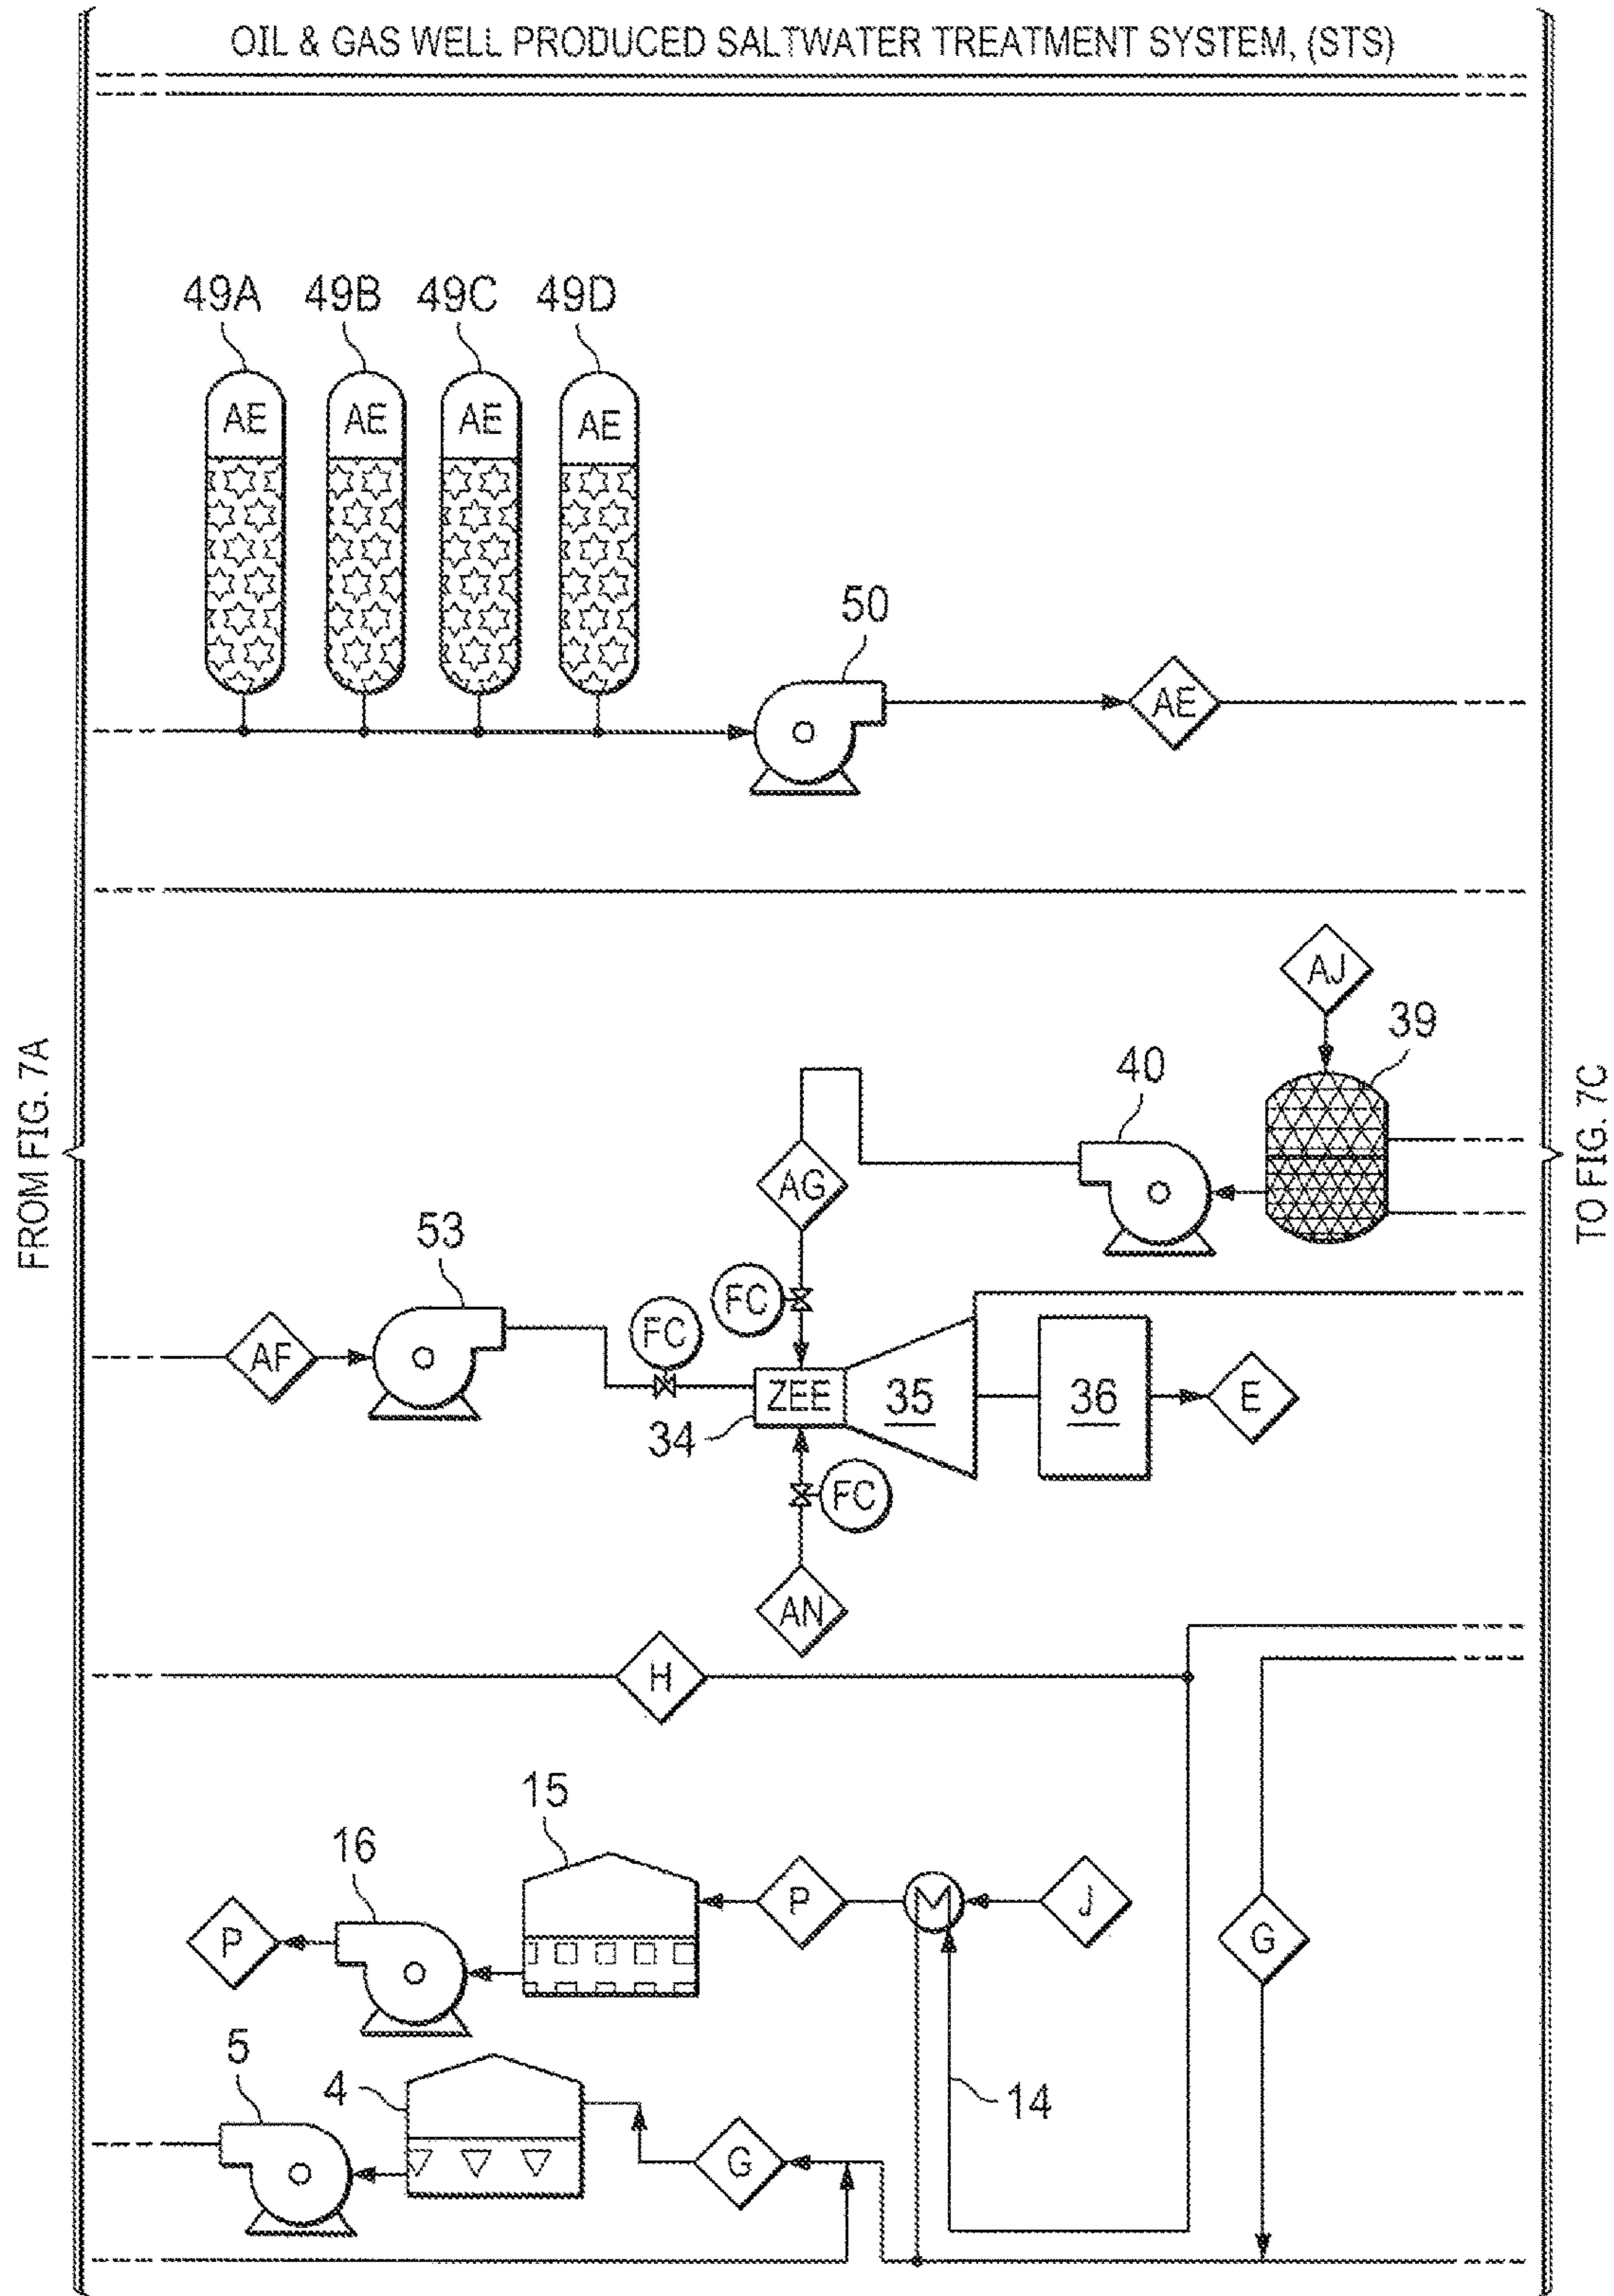 OIL & GAS WELL PRODUCED SALTWATER TREATMENT SYSTEM, (STS)
49A 49B 49C 49D
AE AE AE AE
50
AE
AJ
39
40
AG
FROM FIG. 7A
TO FIG. 7C
53
FC
FC
AF
ZEE 35 36 E
34
FC
AN
H
15
16
P J
P G
5
4 14
G